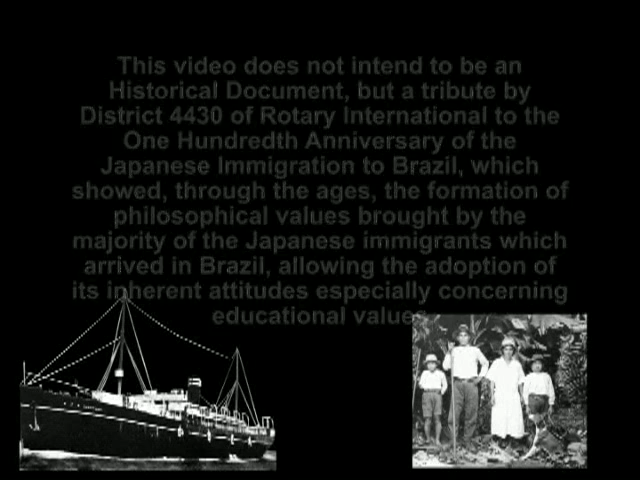 This video does not intend to be an
Historical Document, but a tribute by
District 4430 of Rotary International to the
One Hundredth Anniversary of the
Japanese Immigration to Brazil, which
showed, through the ages, the formation of
philosophical values brought by the
majority of the Japanese immigrants which
arrived in Brazil, allowing the adoption of
its inherent attitudes especially concerning
educational values